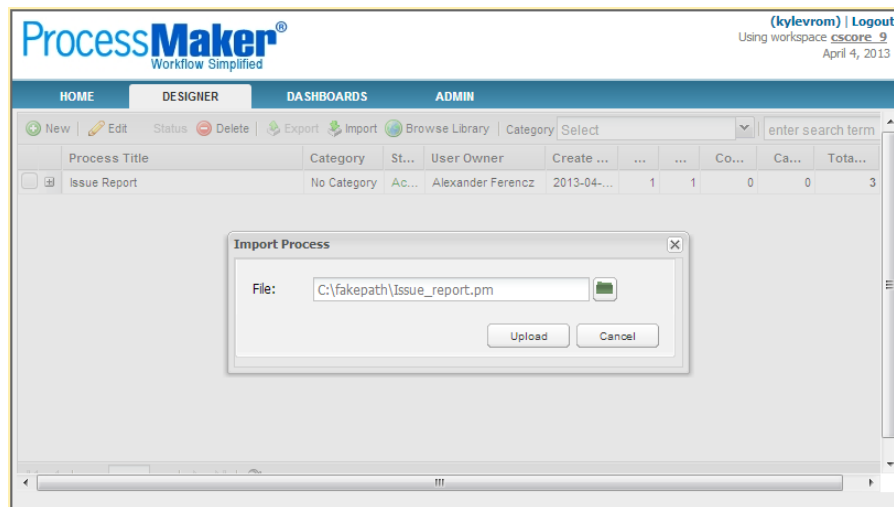 ProcessMaker®
Workflow Simplified
(kylevrom) | Logout
Using workspace cscore_9
April 4, 2013
HOME DESIGNER DASHBOARDS ADMIN
New | Edit Status Delete | Export Import Browse Library | Category Select enter search term
Process Title Category St... User Owner Create ... ... ... Co... Ca... Tota...
Issue Report No Category Ac... Alexander Ferencz 2013-04-... 1 1 0 0 3
Import Process
File: C:\fakepath\Issue_report.pm
Upload Cancel